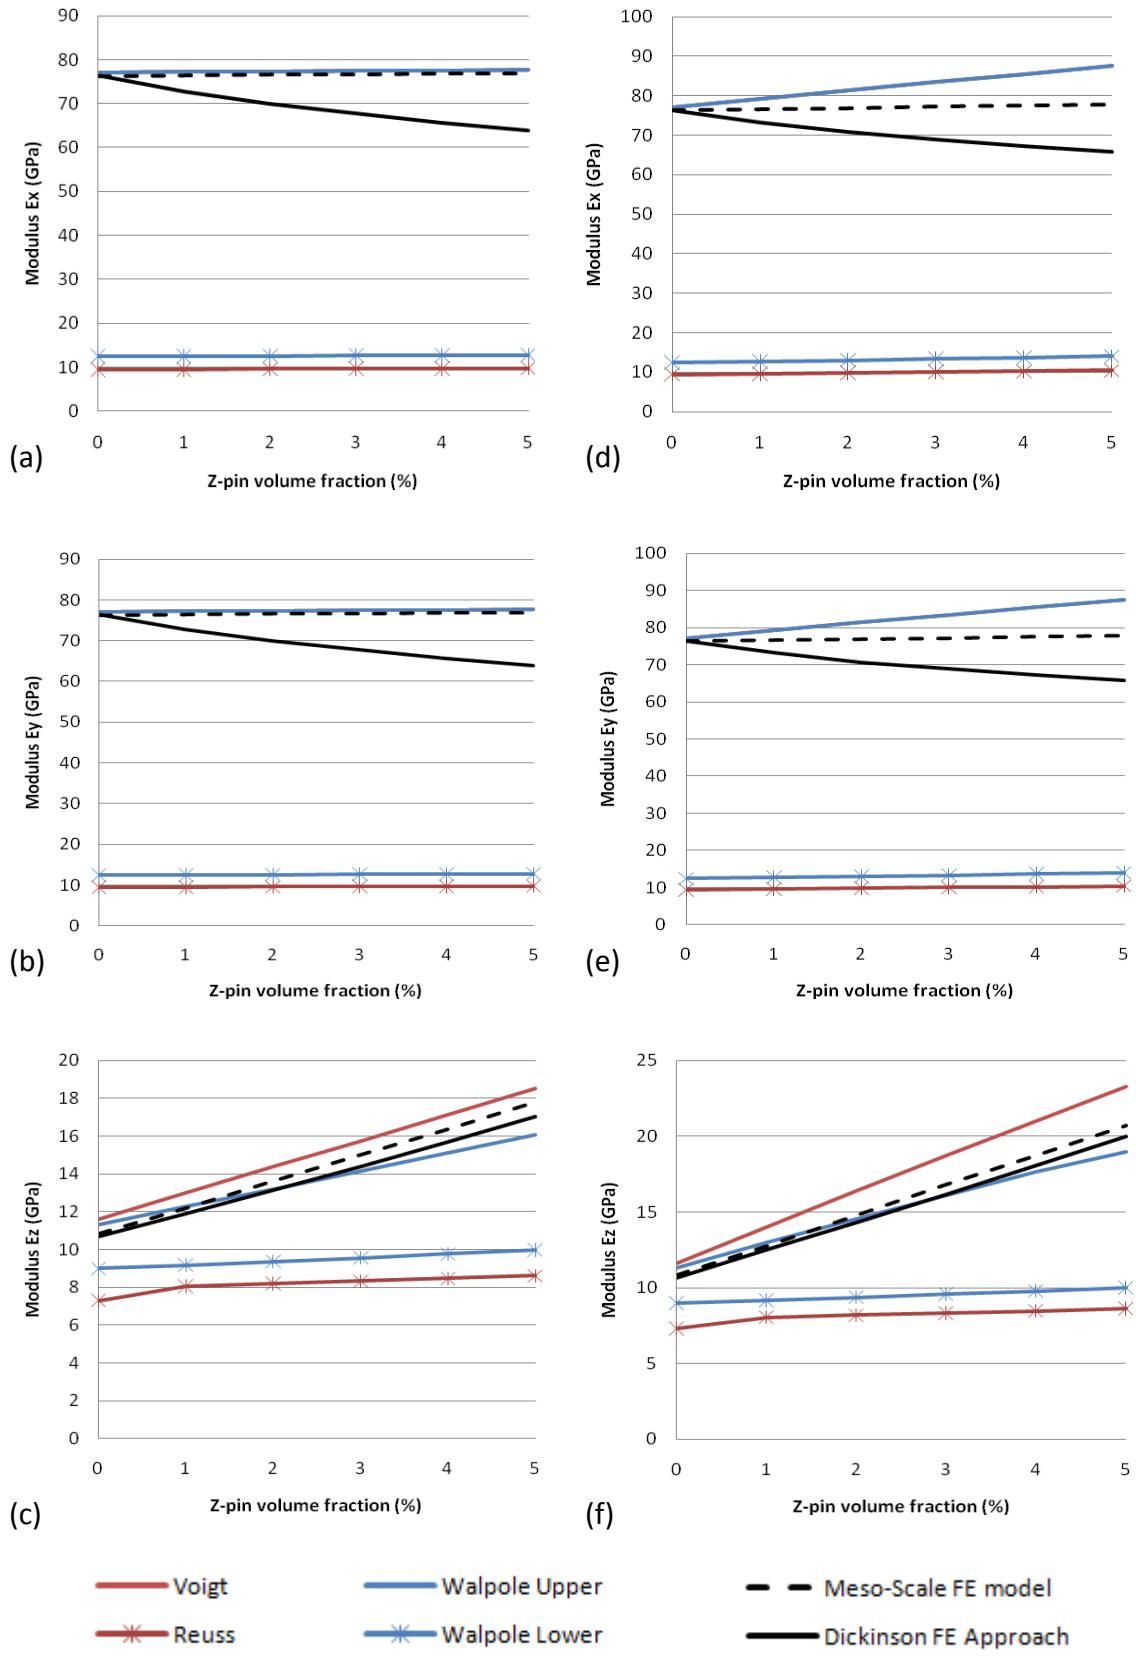 90
80
70
60
50
40
30
20
10
0
Modulus Ex (GPa)
0 1 2 3 4 5
Z-pin volume fraction (%)
(a)
100
90
80
70
60
50
40
30
20
10
0
Modulus Ex (GPa)
0 1 2 3 4 5
Z-pin volume fraction (%)
(d)
90
80
70
60
50
40
30
20
10
0
Modulus Ey (GPa)
0 1 2 3 4 5
Z-pin volume fraction (%)
(b)
100
90
80
70
60
50
40
30
20
10
0
Modulus Ey (GPa)
0 1 2 3 4 5
Z-pin volume fraction (%)
(e)
20
18
16
14
12
10
8
6
4
2
0
Modulus Ez (GPa)
0 1 2 3 4 5
Z-pin volume fraction (%)
(c)
25
20
15
10
5
0
Modulus Ez (GPa)
0 1 2 3 4 5
Z-pin volume fraction (%)
(f)
Voigt
Walpole Upper
Meso-Scale FE model
Reuss
Walpole Lower
Dickinson FE Approach